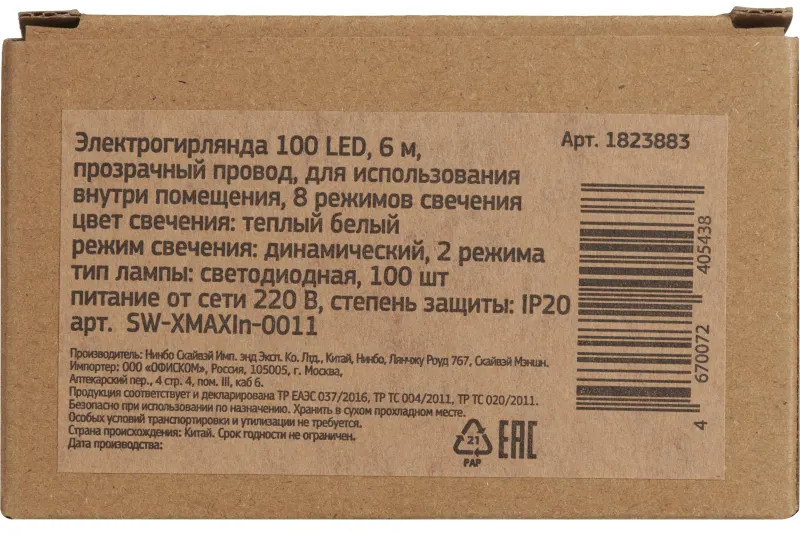 Электрогирлянда 100 LED, 6 м,
прозрачный провод, для использования
внутри помещения, 8 режимов свечения
цвет свечения: теплый белый
режим свечения: динамический, 2 режима
тип лампы: светодиодная, 100 шт
питание от сети 220 В, степень защиты: IP20
арт. SW-XMAXIn-0011
Арт. 1823883
4 670072 405438
Производитель: Нинбо Скайвэй Имп. энд Эксп. Ко. Лтд., Китай, Нинбо, Ланчжу Роуд 767, Скайвэй Мэншн.
Импортер: ООО «ОФИСКОМ», Россия, 105005, г. Москва,
Аптекарский пер., 4 стр. 4, пом. III, каб 6.
Продукция соответствует и декларирована ТР ЕАЭС 037/2016, ТР ТС 004/2011, ТР ТС 020/2011.
Безопасно при использовании по назначению. Хранить в сухом прохладном месте.
Особых условий транспортировки и утилизации не требуется.
Страна происхождения: Китай. Срок годности не ограничен.
Дата производства:
21
PAP
EAC